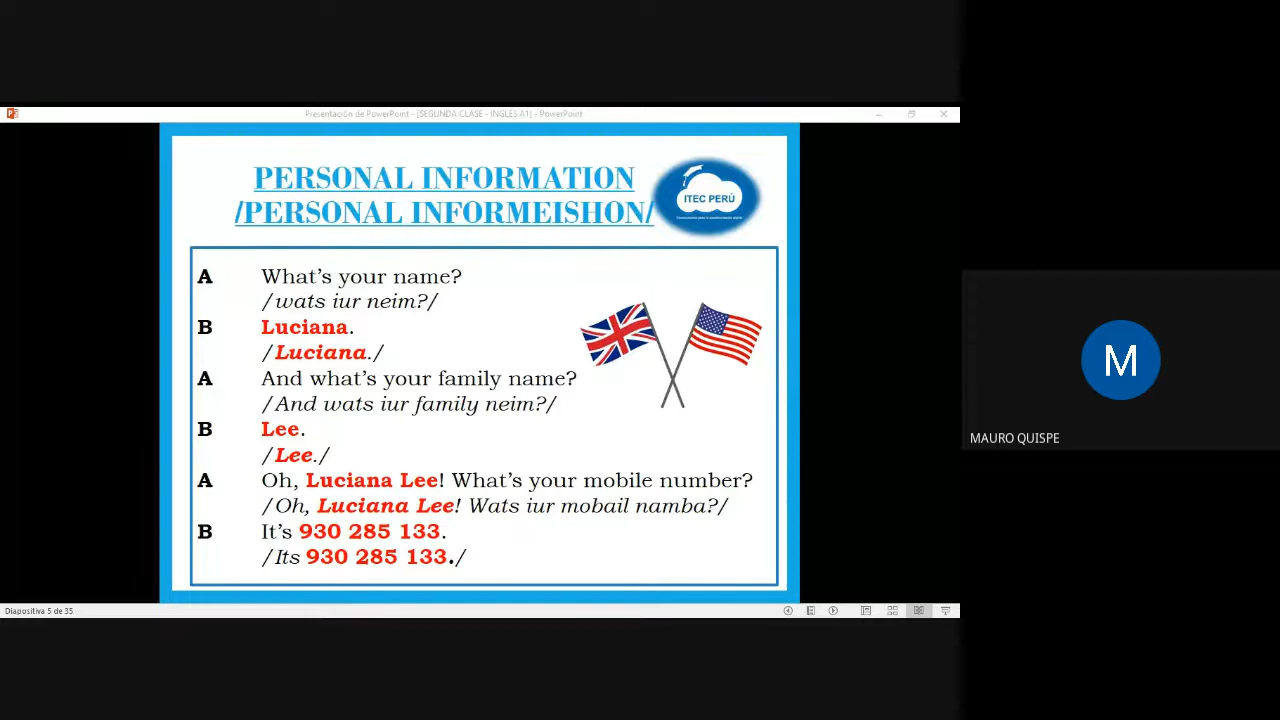 Presentación de PowerPoint - [SEGUNDA CLASE - INGLÉS A1] - PowerPoint
PERSONAL INFORMATION
/PERSONAL INFORMEISHON/
ITEC PERÚ
A What's your name?
/wats iur neim?/
B Luciana.
/Luciana./
A And what's your family name?
/And wats iur family neim?/
B Lee.
/Lee./
A Oh, Luciana Lee! What's your mobile number?
/Oh, Luciana Lee! Wats iur mobail namba?/
B It's 930 285 133.
/Its 930 285 133./
Diapositiva 5 de 35
M
MAURO QUISPE